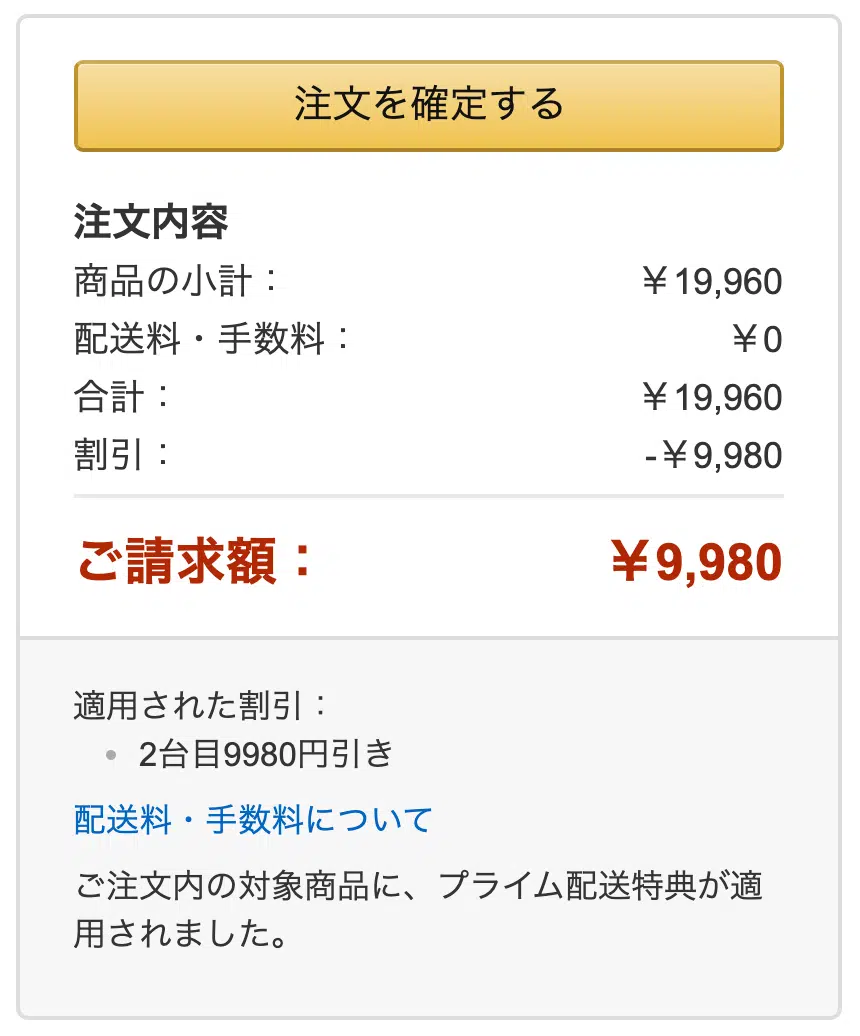 注文を確定する
注文内容
商品の小計： ￥19,960
配送料・手数料： ￥0
合計： ￥19,960
割引： -￥9,980
ご請求額： ￥9,980
適用された割引：
• 2台目9980円引き
配送料・手数料について
ご注文内の対象商品に、プライム配送特典が適
用されました。